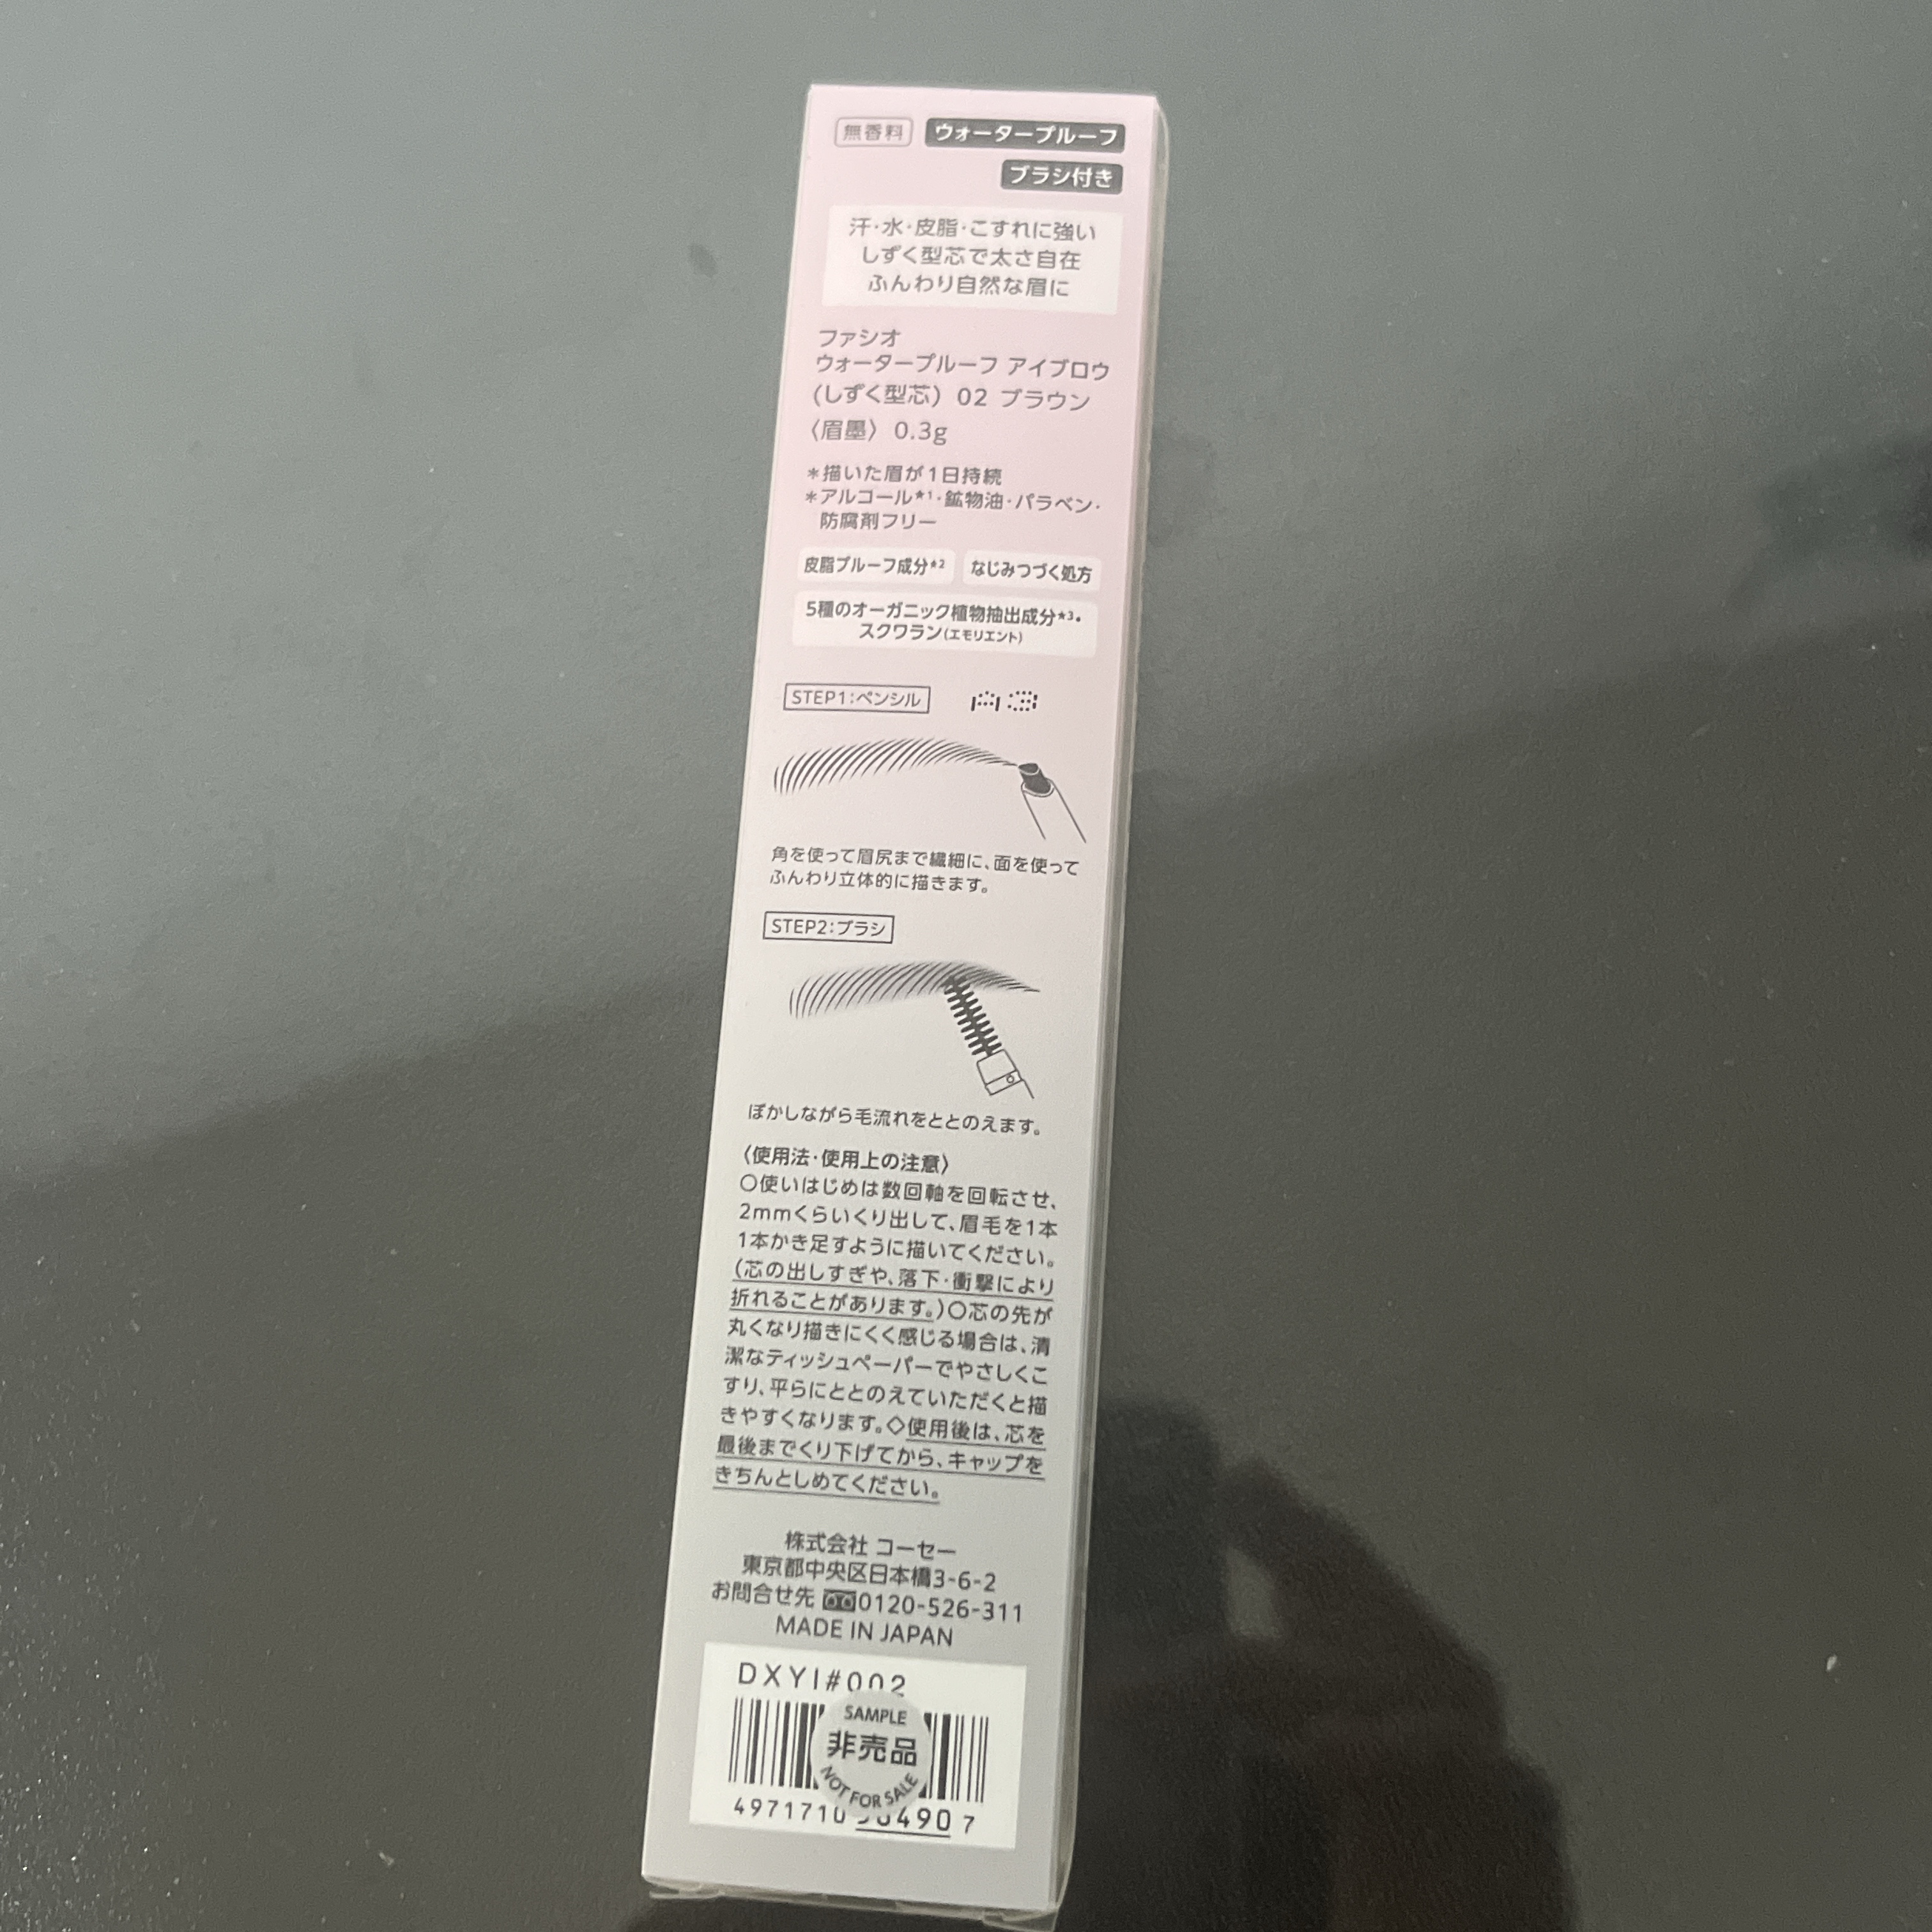 無香料 ウォータープルーフ
ブラシ付き
汗・水・皮脂・こすれに強い
しずく型芯で太さ自在
ふんわり自然な眉に
ファシオ
ウォータープルーフ アイブロウ
(しずく型芯) 02 ブラウン
〈眉墨〉 0.3g
*描いた眉が1日持続
*アルコール★1・鉱物油・パラベン・
防腐剤フリー
皮脂プルーフ成分★2 なじみつづく処方
5種のオーガニック植物抽出成分★3・
スクワラン(エモリエント)
STEP1:ペンシル
角を使って眉尻まで繊細に、面を使って
ふんわり立体的に描きます。
STEP2:ブラシ
ぼかしながら毛流れをととのえます。
〈使用法・使用上の注意〉
○使いはじめは数回軸を回転させ、
2mmくらいくり出して、眉毛を1本
1本かき足すように描いてください。
(芯の出しすぎや、落下・衝撃により
折れることがあります。)○芯の先が
丸くなり描きにくく感じる場合は、清
潔なティッシュペーパーでやさしくこ
すり、平らにととのえていただくと描
きやすくなります。◇使用後は、芯を
最後までくり下げてから、キャップを
きちんとしめてください。
株式会社 コーセー
東京都中央区日本橋3-6-2
お問合せ先 0120-526-311
MADE IN JAPAN
DXYI#002
SAMPLE
非売品
NOT FOR SALE
4971710 490 7